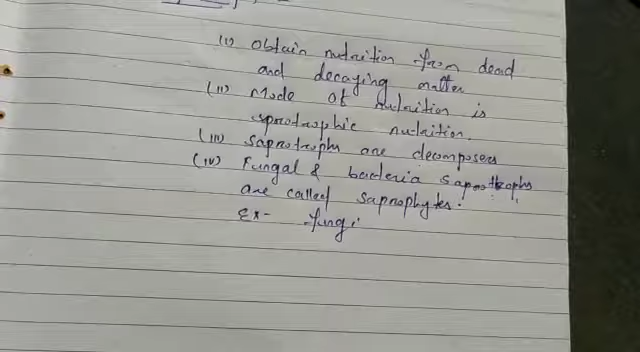 (i) Obtain nutrition from dead
and decaying matter
(ii) Mode of nutrition is
saprotrophic nutrition.
(iii) Saprotrophs are decomposers
(iv) Fungal & bacteria saprotrophs
are called saprophytes.
Ex- fungi